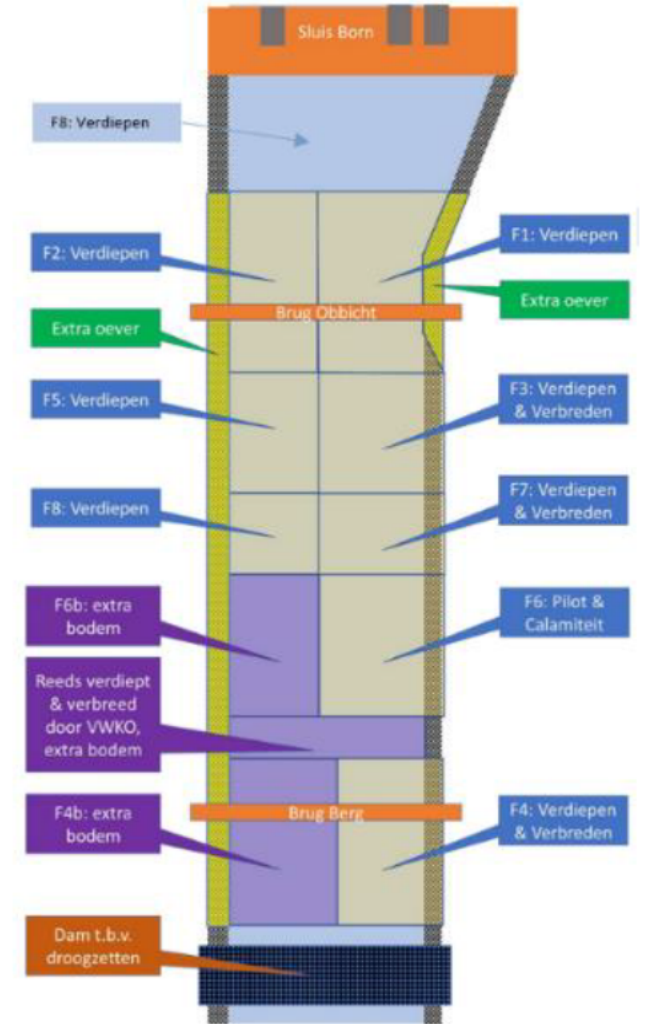 Sluis Born
F8: Verdiepen
F2: Verdiepen
F1: Verdiepen
Extra oever
Brug Obbicht
Extra oever
F5: Verdiepen
F3: Verdiepen
& Verbreden
F8: Verdiepen
F7: Verdiepen
& Verbreden
F6b: extra
bodem
F6: Pilot &
Calamiteit
Reeds verdiept
& verbreed
door VWKO,
extra bodem
F4b: extra
bodem
Brug Berg
F4: Verdiepen
& Verbreden
Dam t.b.v.
droogzetten